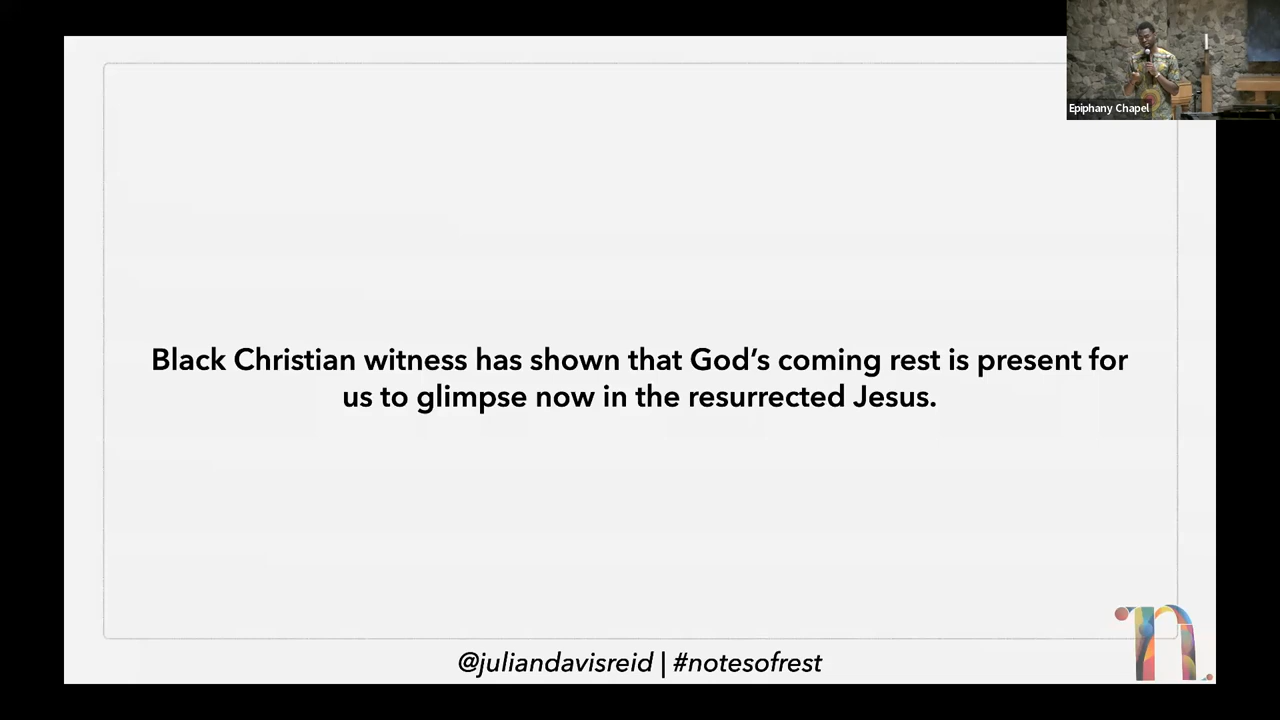 Epiphany Chapel
Black Christian witness has shown that God’s coming rest is present for
us to glimpse now in the resurrected Jesus.
@juliandavisreid | #notesofrest
n.